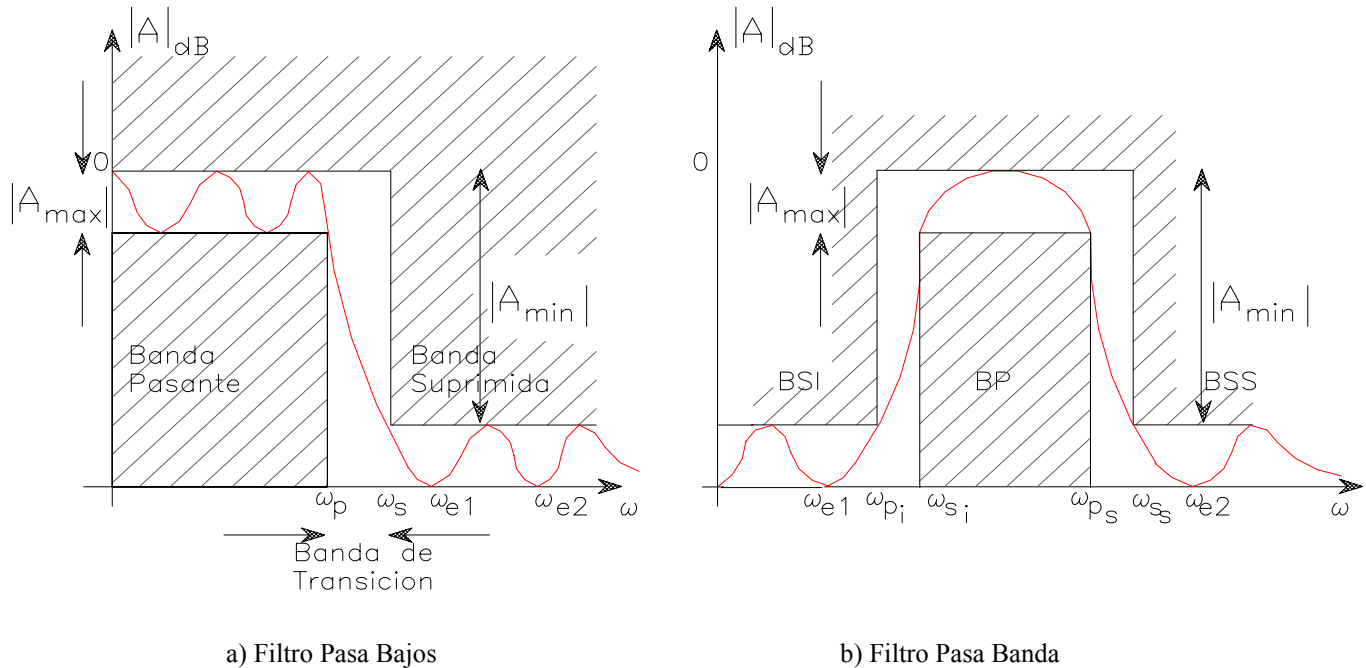 |A|dB
0
|Amax|
|Amin|
Banda
Pasante
Banda
Suprimida
ωp
ωs
ωe1
ωe2
ω
Banda de
Transicion
a) Filtro Pasa Bajos
|A|dB
0
|Amax|
|Amin|
BSI
BP
BSS
ωe1
ωpi
ωsi
ωps
ωss
ωe2
ω
b) Filtro Pasa Banda